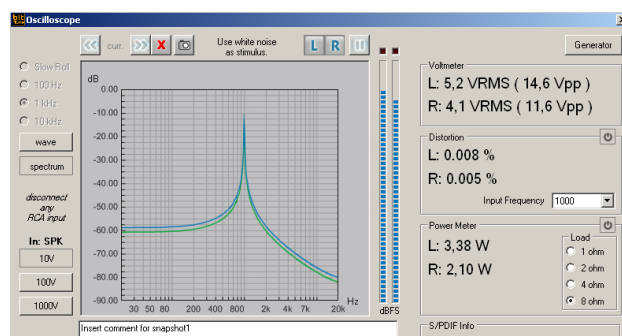 bit Oscilloscope
curr.
X
Use white noise
as stimulus.
L R
Generator
Slow Roll
100 Hz
1 kHz
10 kHz
wave
spectrum
disconnect
any
RCA input
In: SPK
10V
100V
1000V
dB
0.00
-10.00
-20.00
-30.00
-40.00
-50.00
-60.00
-70.00
-80.00
-90.00
30 50 80 200 400 800 2k 4k 7k 20k
Hz
dBFS
Insert comment for snapshot1
Voltmeter
L: 5,2 VRMS ( 14,6 Vpp )
R: 4,1 VRMS ( 11,6 Vpp )
Distortion
L: 0.008 %
R: 0.005 %
Input Frequency 1000
Power Meter
L: 3,38 W
R: 2,10 W
Load
1 ohm
2 ohm
4 ohm
8 ohm
S/PDIF Info